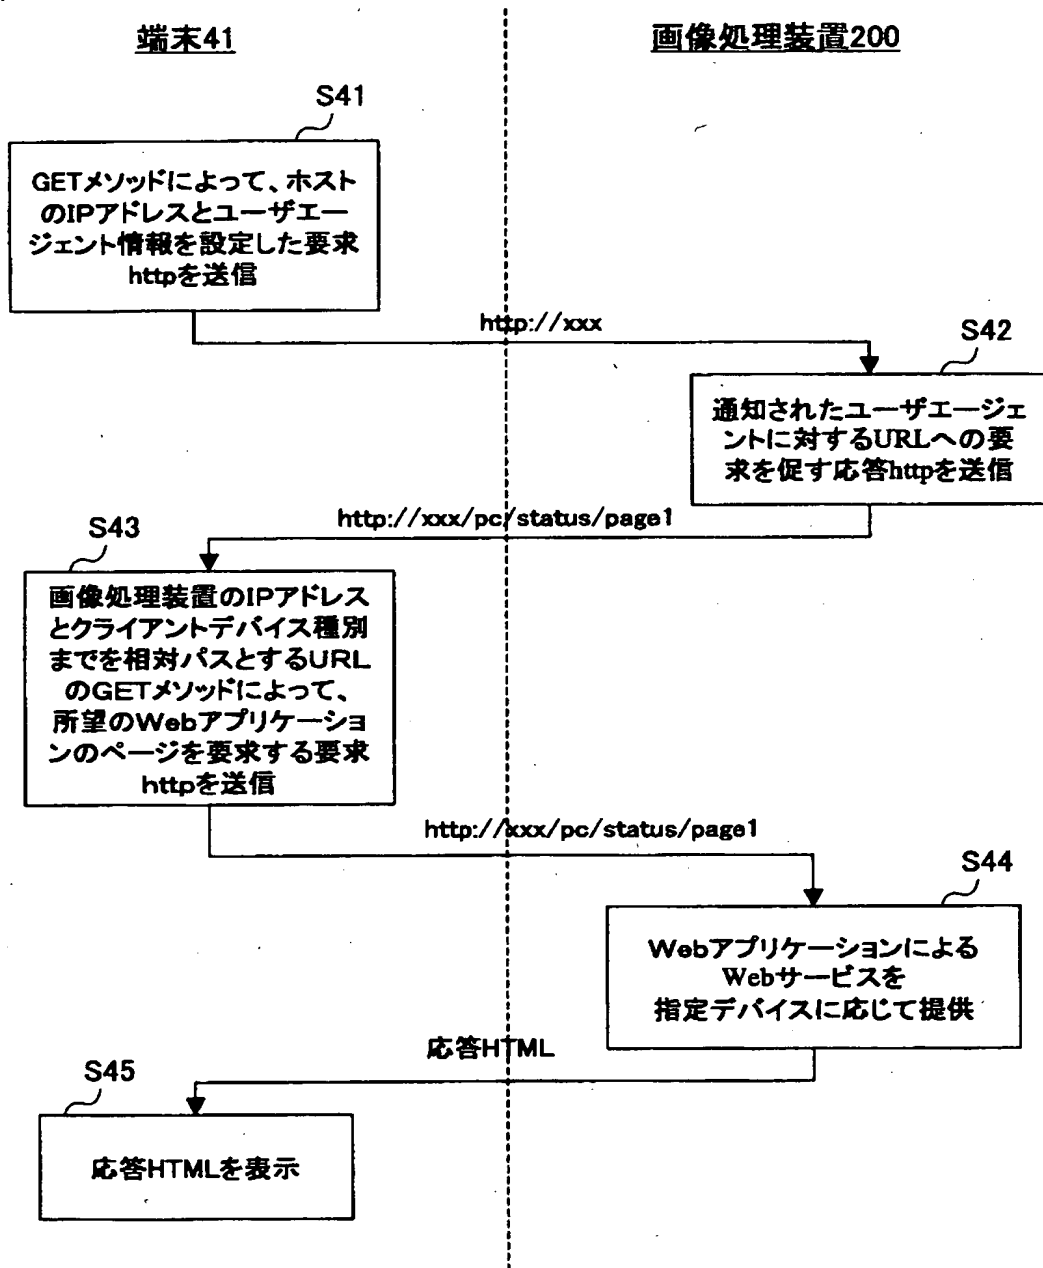 端末41
画像処理装置200
S41
GETメソッドによって、ホスト
のIPアドレスとユーザエー
ジェント情報を設定した要求
httpを送信
http://xxx
S42
通知されたユーザエージェ
ントに対するURLへの要
求を促す応答httpを送信
http://xxx/pc/status/page1
S43
画像処理装置のIPアドレス
とクライアントデバイス種別
までを相対パスとするURL
のGETメソッドによって、
所望のWebアプリケーショ
ンのページを要求する要求
httpを送信
http://xxx/pc/status/page1
S44
Webアプリケーションによる
Webサービスを
指定デバイスに応じて提供
応答HTML
S45
応答HTMLを表示